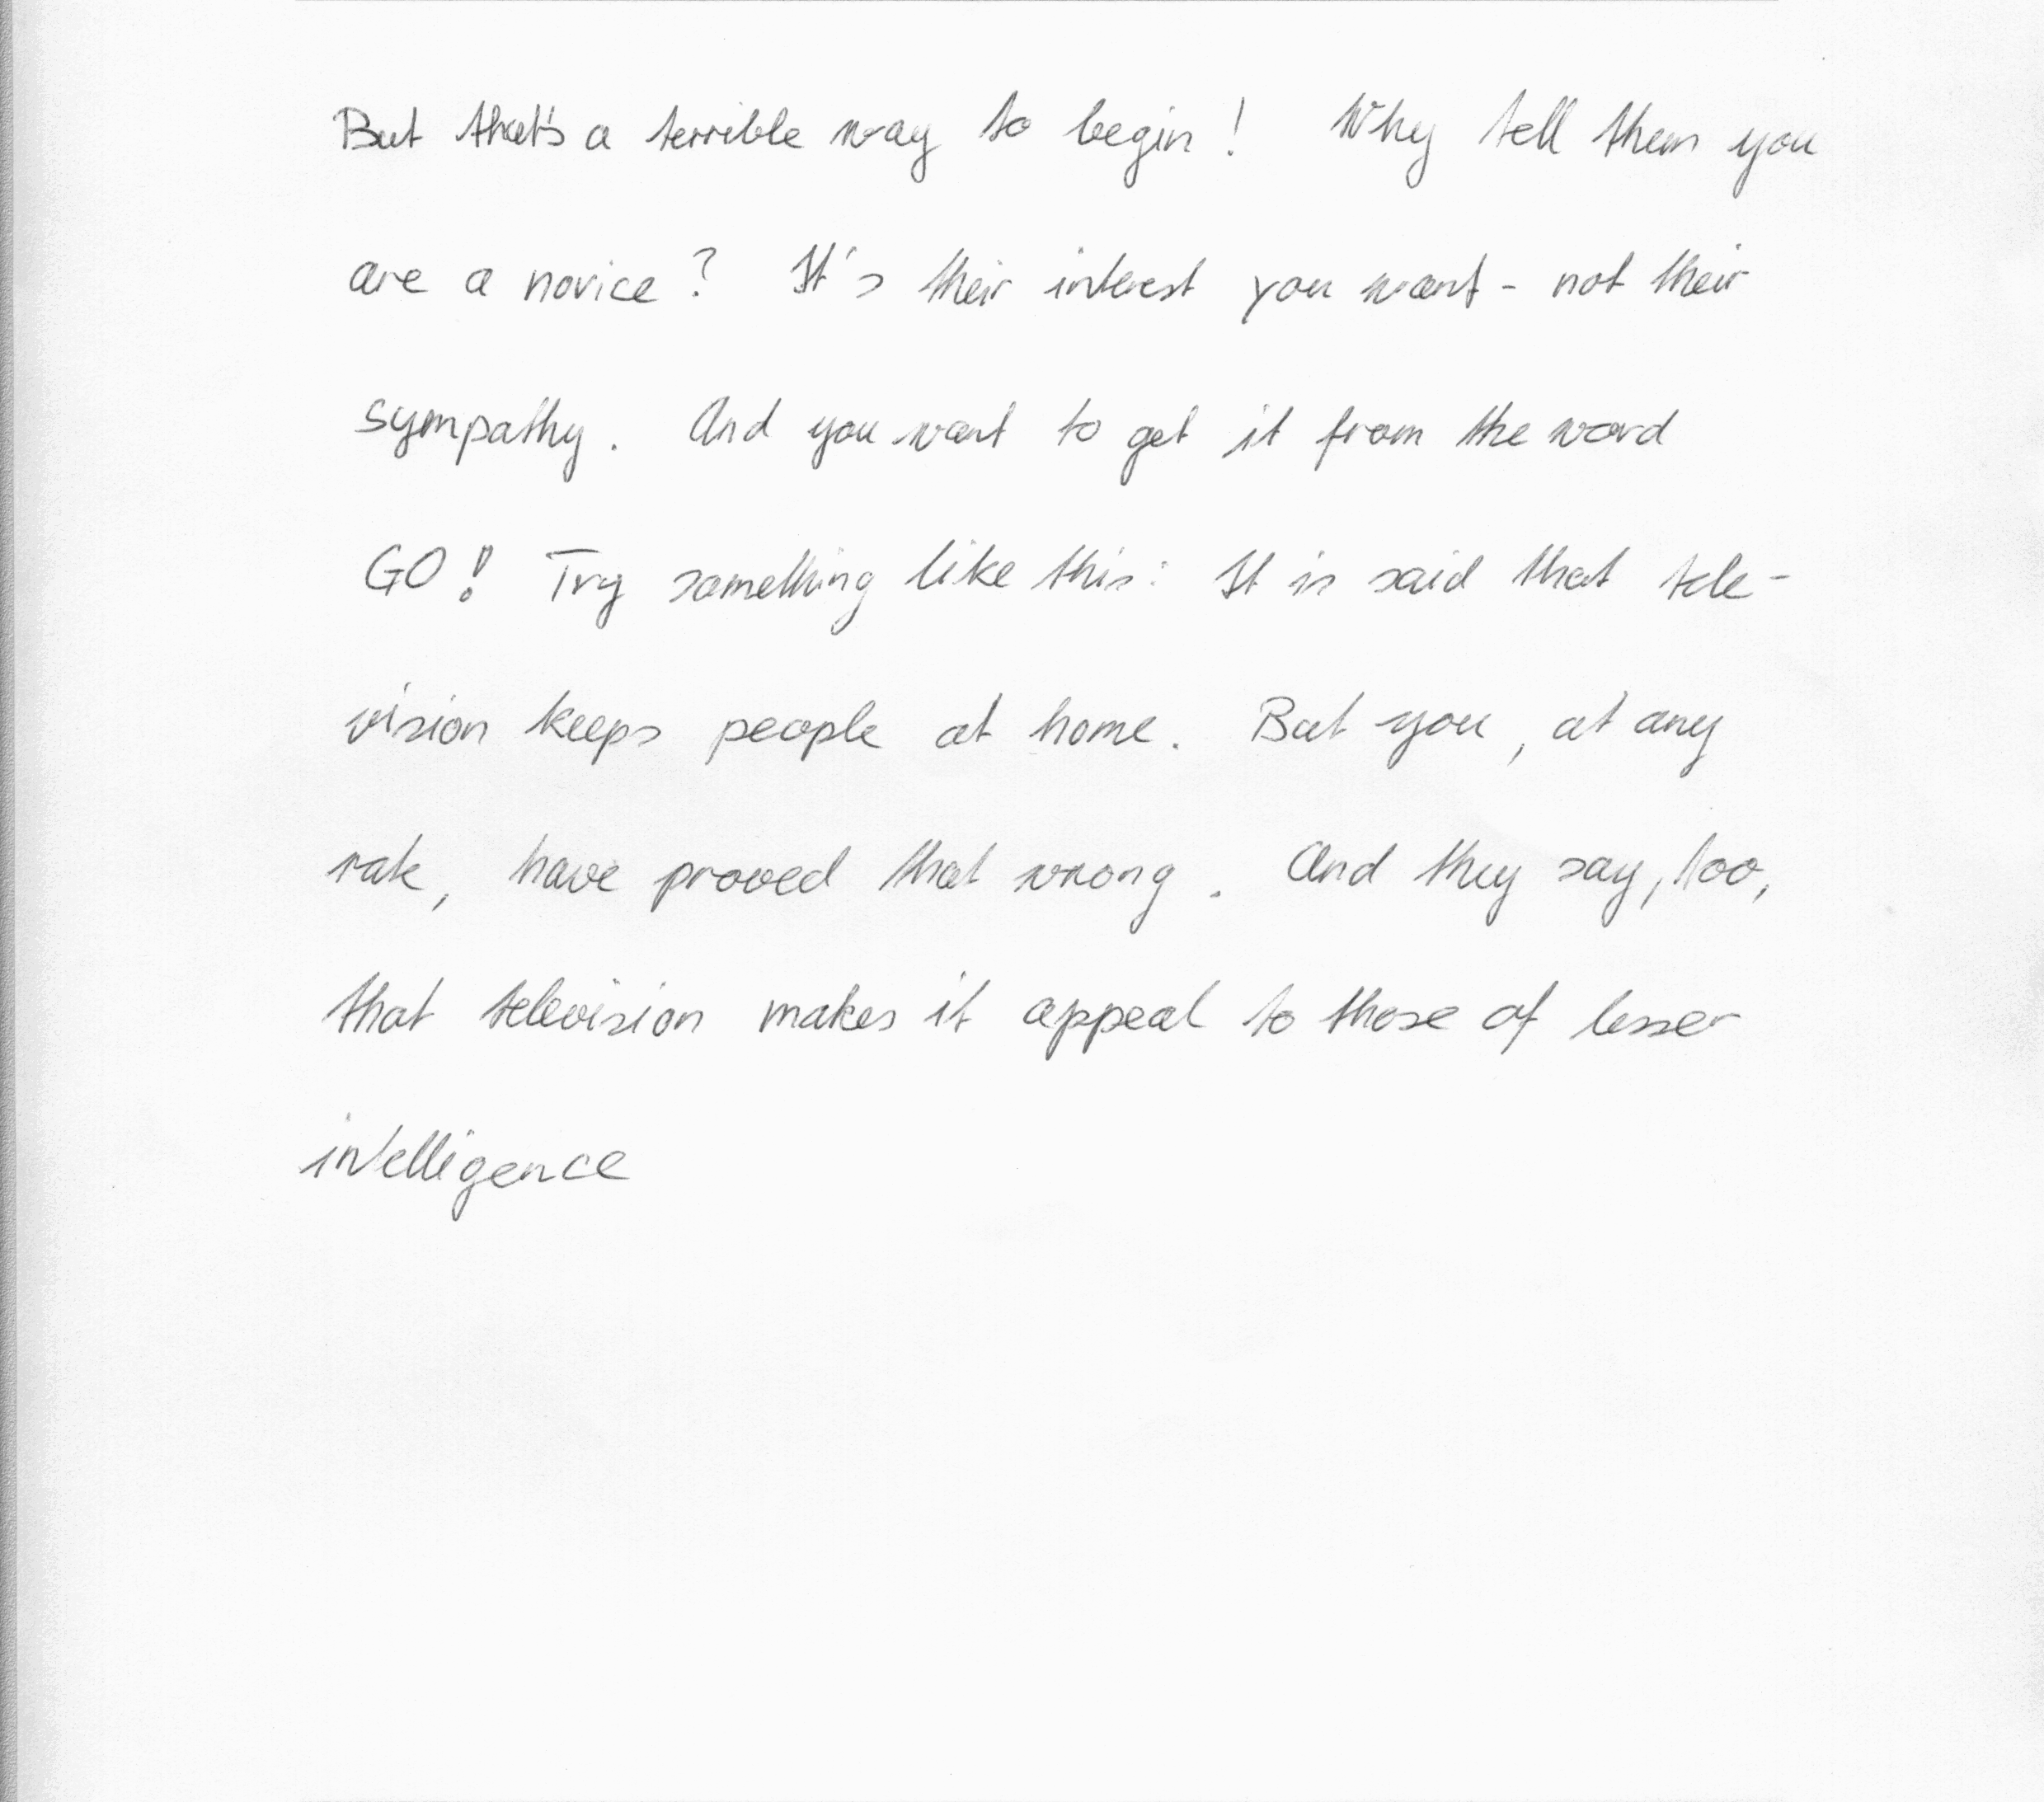 But that's a terrible way to begin! Why tell them you
are a novice? It's their interest you want - not their
sympathy. And you want to get it from the word
GO! Try something like this: It is said that tele-
vision keeps people at home. But you, at any
rate, have proved that wrong. And they say, too,
that television makes it appeal to those of lesser
intelligence